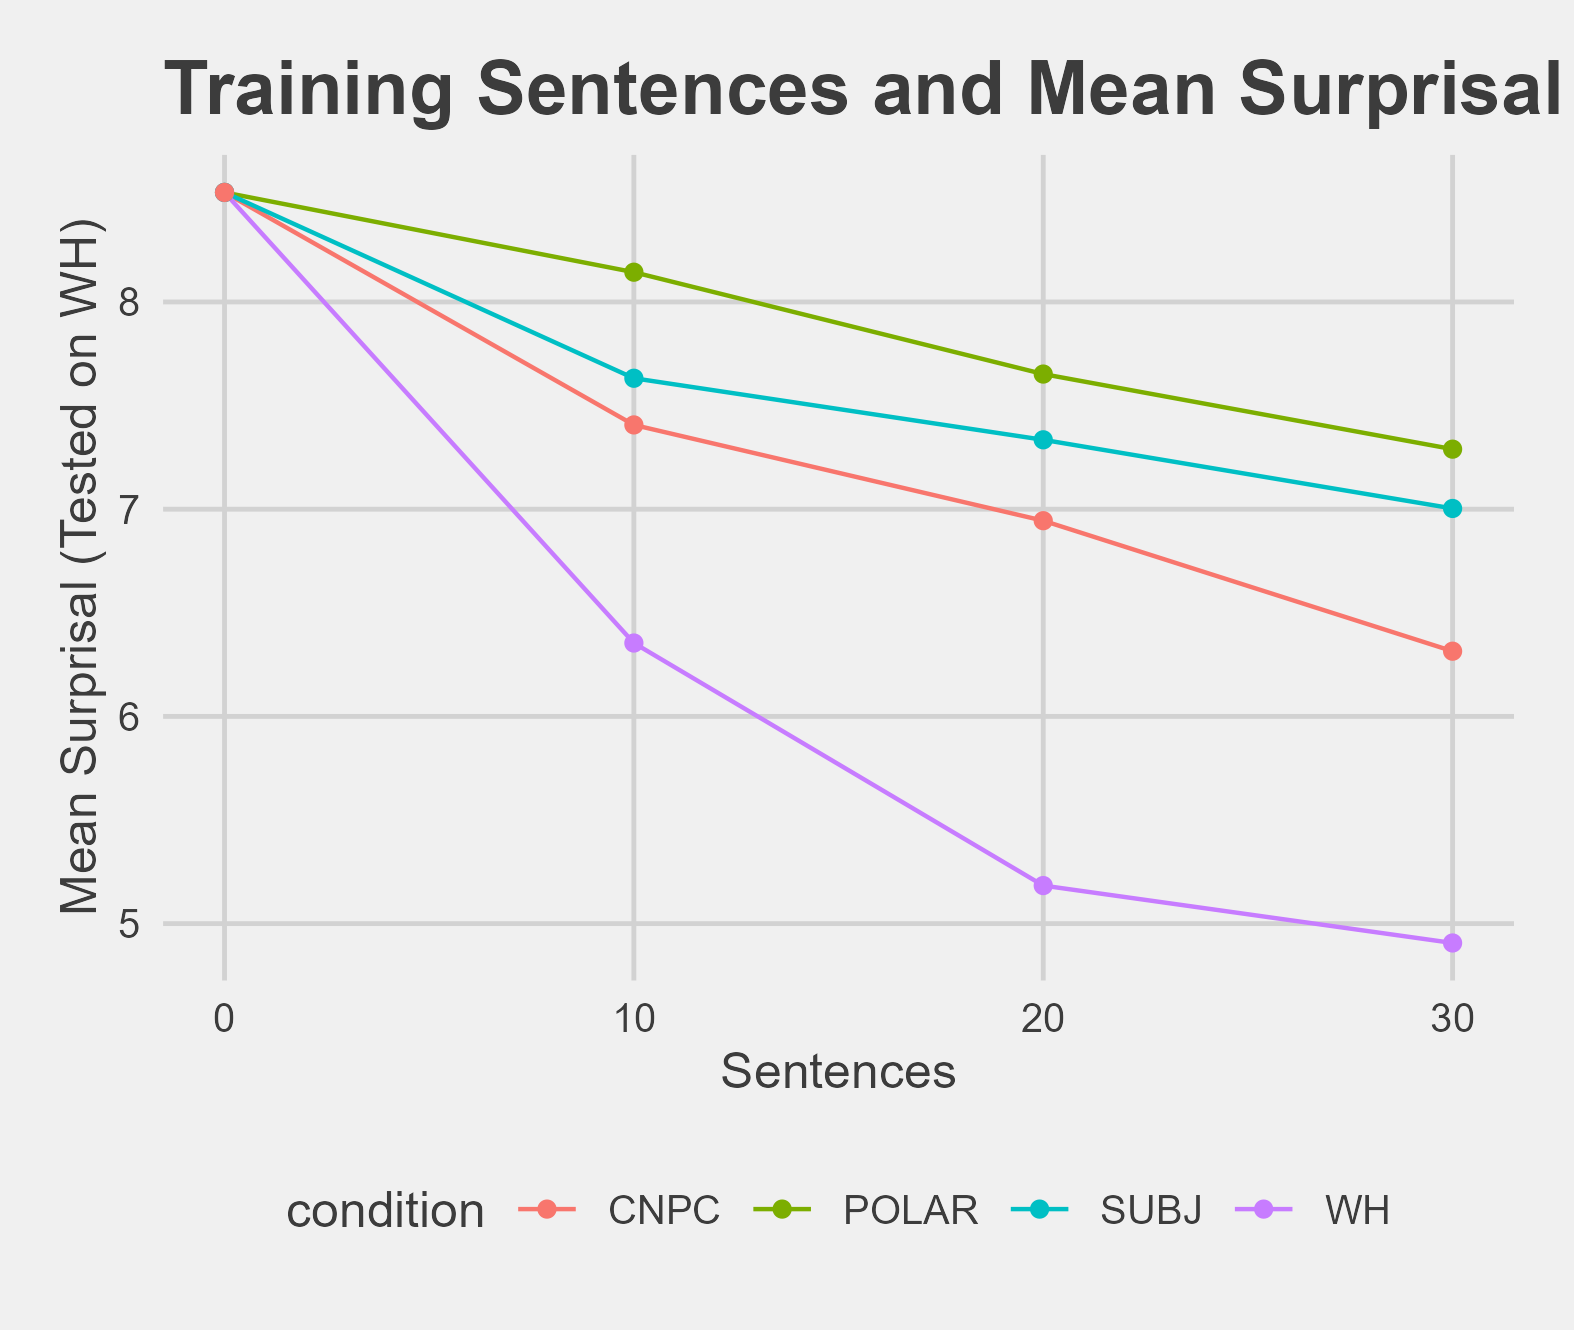 Training Sentences and Mean Surprisal
Mean Surprisal (Tested on WH)
8
7
6
5
0 10 20 30
Sentences
condition CNPC POLAR SUBJ WH